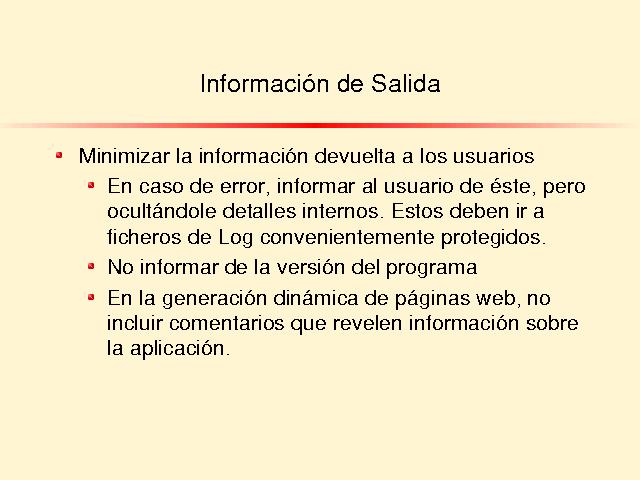 Información de Salida
Minimizar la información devuelta a los usuarios
En caso de error, informar al usuario de éste, pero
ocultándole detalles internos. Estos deben ir a
ficheros de Log convenientemente protegidos.
No informar de la versión del programa
En la generación dinámica de páginas web, no
incluir comentarios que revelen información sobre
la aplicación.